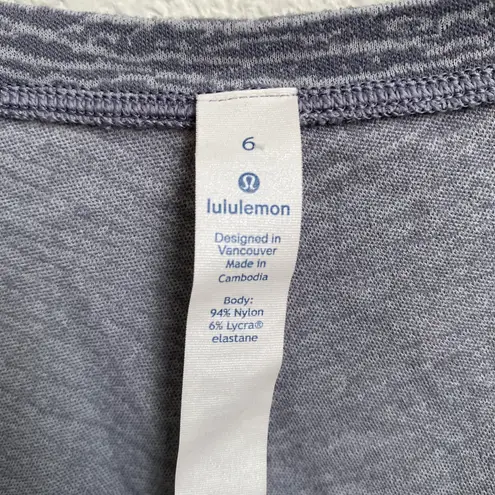 6
lululemon
Designed in
Vancouver
Made in
Cambodia
Body:
94% Nylon
6% Lycra®
elastane